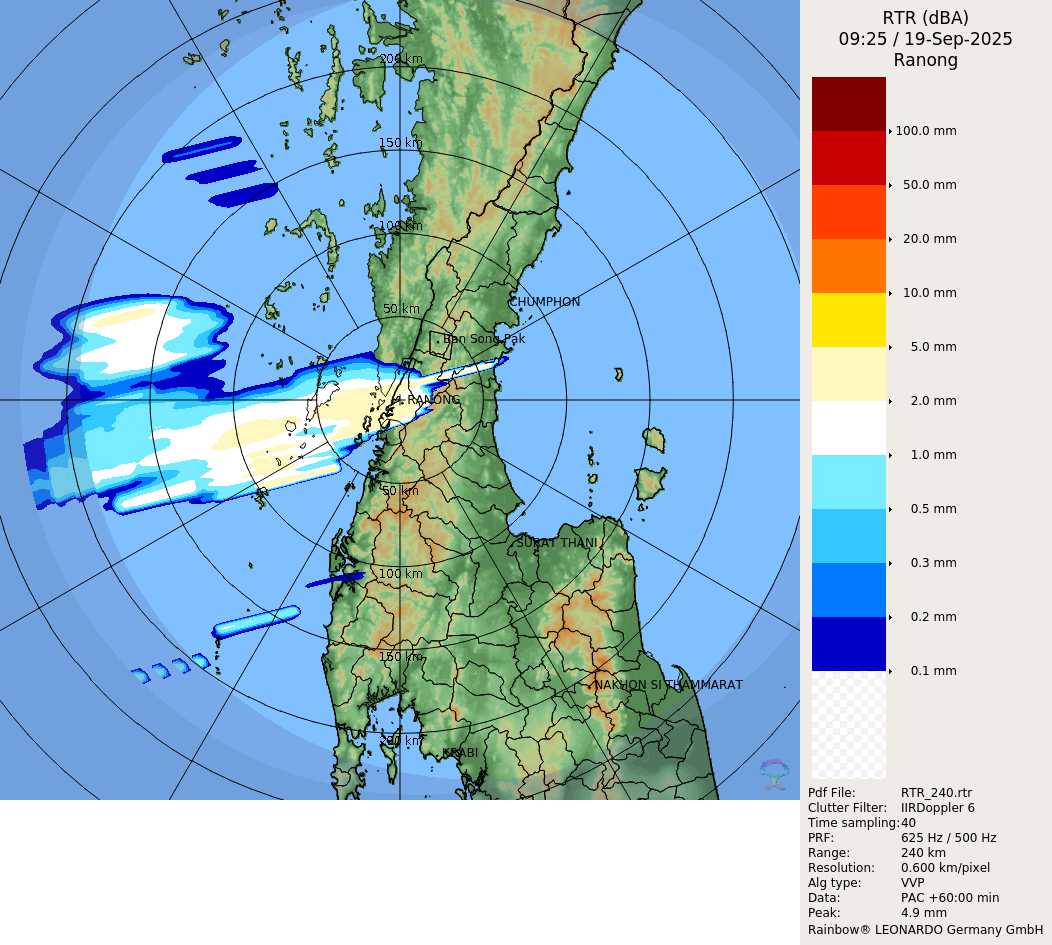 RTR (dBA)
09:25 / 19-Sep-2025
Ranong
100.0 mm
50.0 mm
20.0 mm
10.0 mm
5.0 mm
2.0 mm
1.0 mm
0.5 mm
0.3 mm
0.2 mm
0.1 mm
200 km
150 km
100 km
50 km
CHUMPHON
Ban Song Pak
RANONG
50 km
SURAT THANI
100 km
150 km
NAKHON SI THAMMARAT
200 km
KRABI
Pdf File: RTR_240.rtr
Clutter Filter: IIRDoppler 6
Time sampling: 40
PRF: 625 Hz / 500 Hz
Range: 240 km
Resolution: 0.600 km/pixel
Alg type: VVP
Data: PAC +60:00 min
Peak: 4.9 mm
Rainbow® LEONARDO Germany GmbH